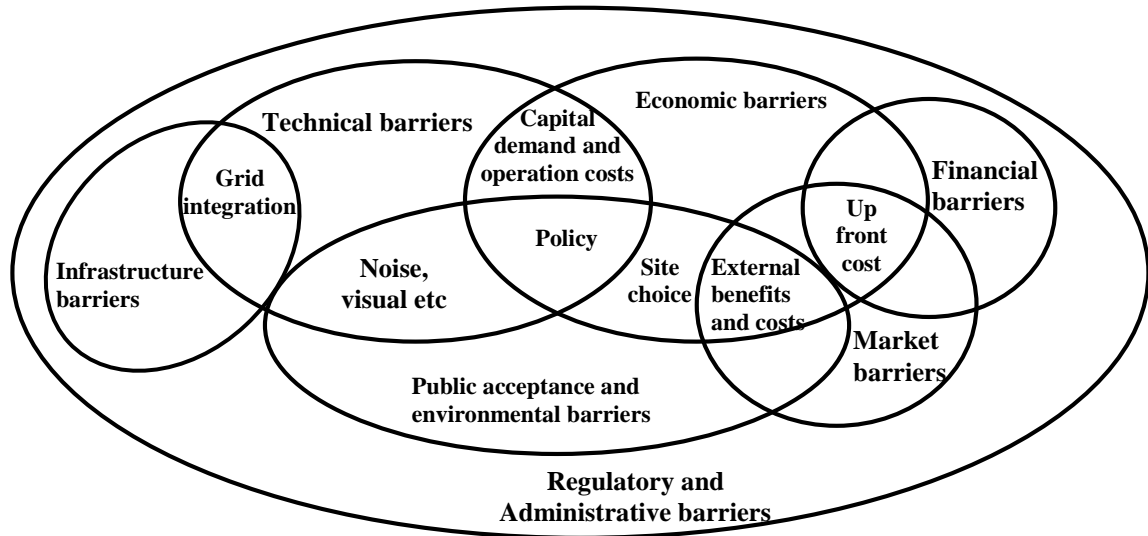 Economic barriers
Technical barriers
Capital
demand and
operation costs
Financial
barriers
Grid
integration
Up
front
cost
Policy
Infrastructure
barriers
Noise,
visual etc
Site
choice
External
benefits
and costs
Market
barriers
Public acceptance and
environmental barriers
Regulatory and
Administrative barriers